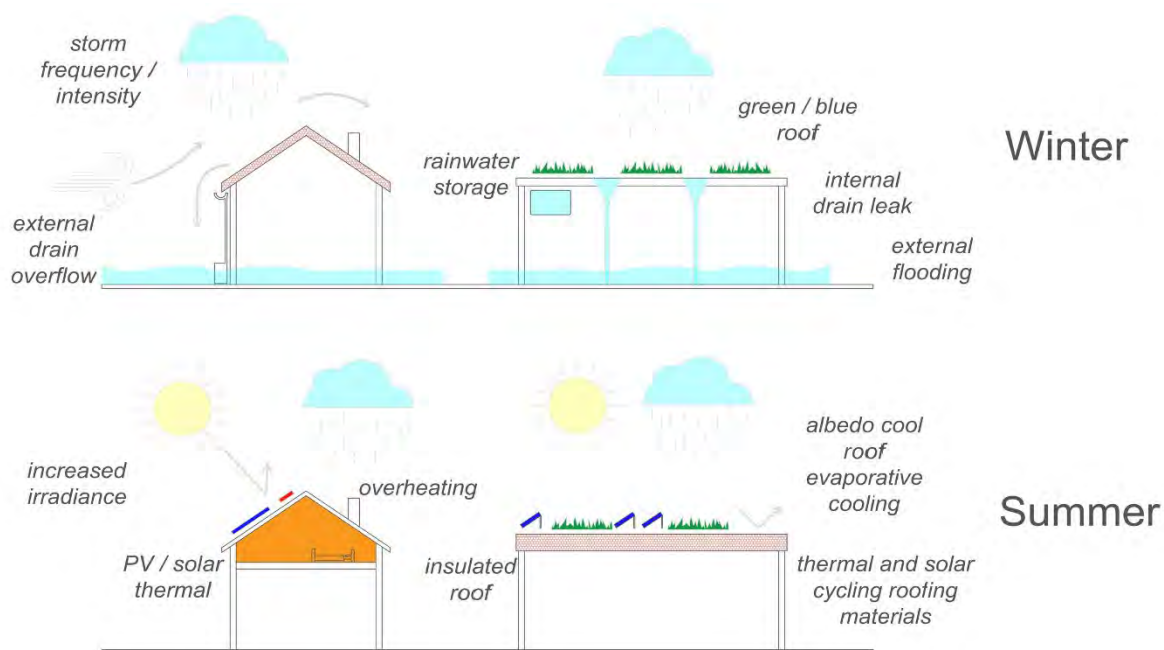 storm
frequency /
intensity
external
drain
overflow
rainwater
storage
green / blue
roof
internal
drain leak
external
flooding
Winter
increased
irradiance
PV / solar
thermal
overheating
insulated
roof
albedo cool
roof
evaporative
cooling
thermal and solar
cycling roofing
materials
Summer